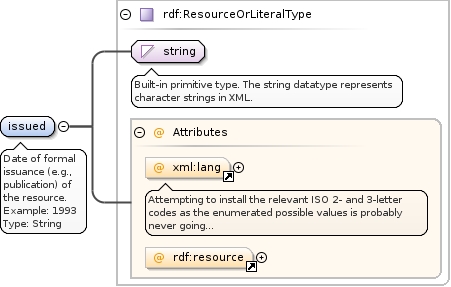 rdf:ResourceOrLiteralType
string
Built-in primitive type. The string datatype represents
character strings in XML.
issued
Date of formal
issuance (e.g.,
publication) of
the resource.
Example: 1993
Type: String
@ Attributes
@ xml:lang
Attempting to install the relevant ISO 2- and 3-letter
codes as the enumerated possible values is probably
never going...
@ rdf:resource